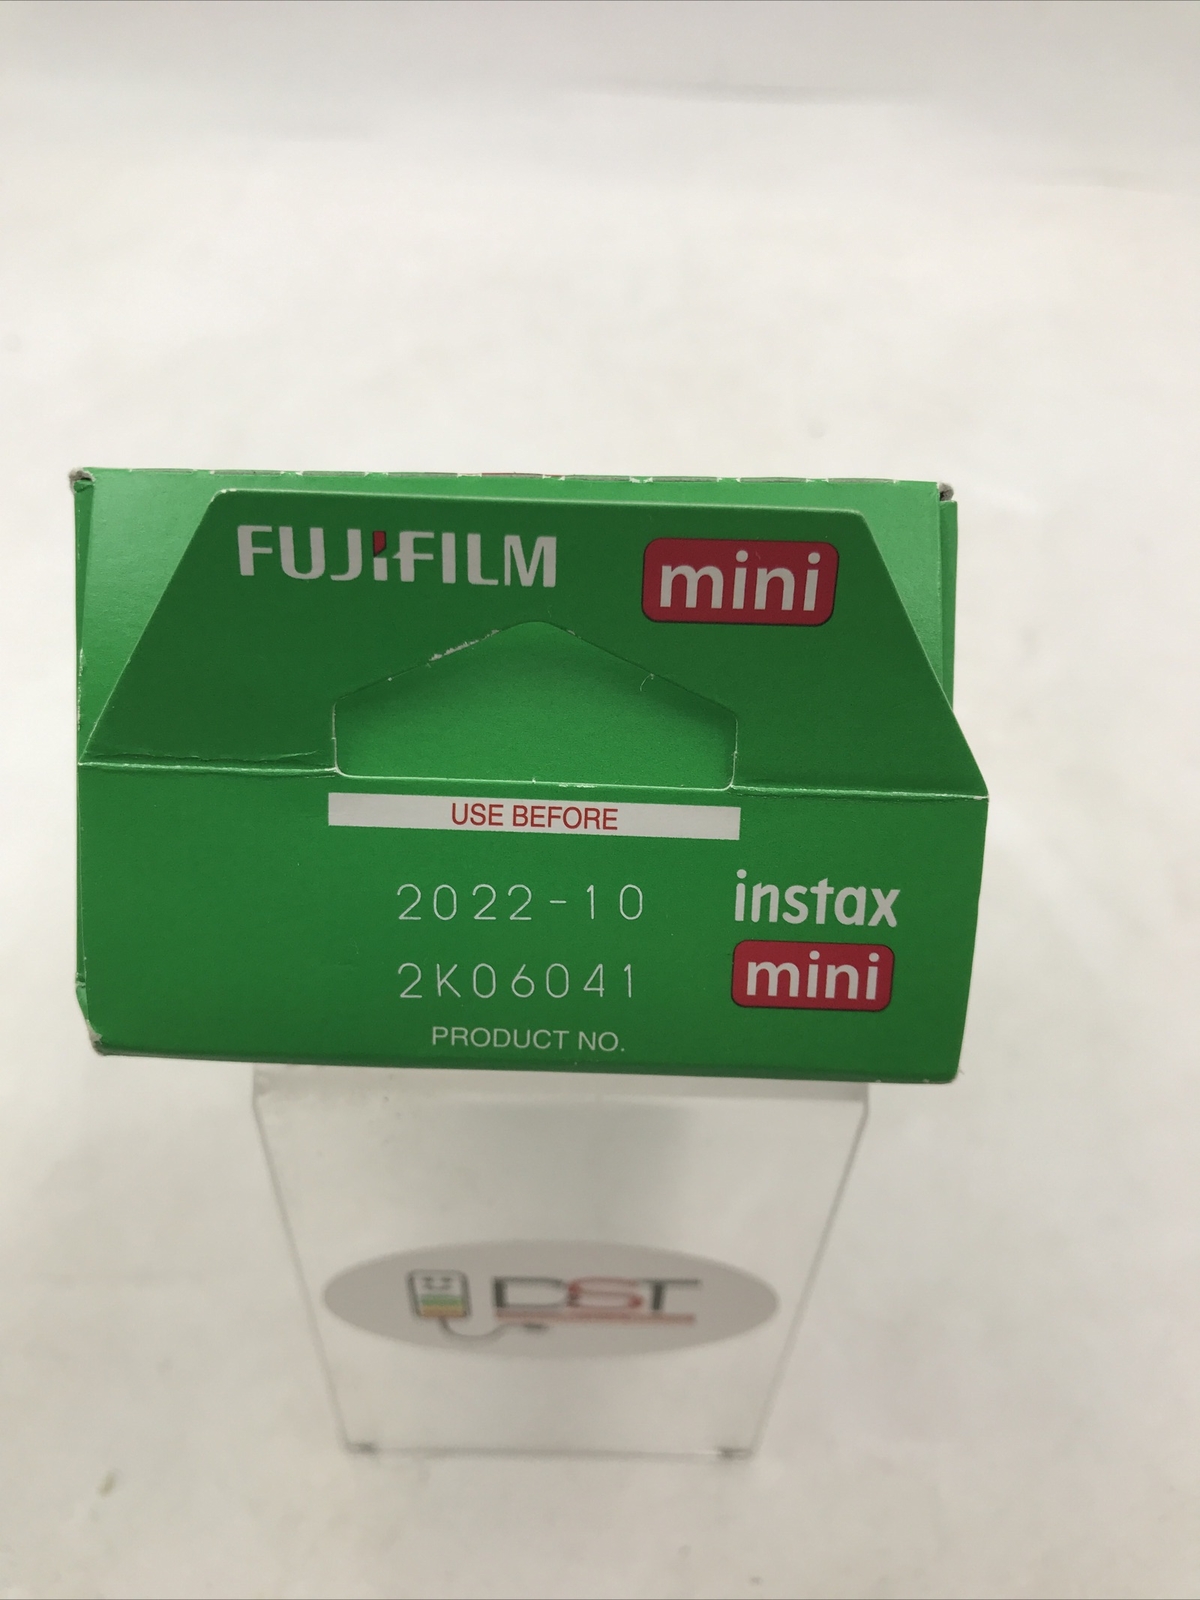 FUJIFILM
mini
USE BEFORE
2022-10
instax
2K06041
mini
PRODUCT NO.
DST